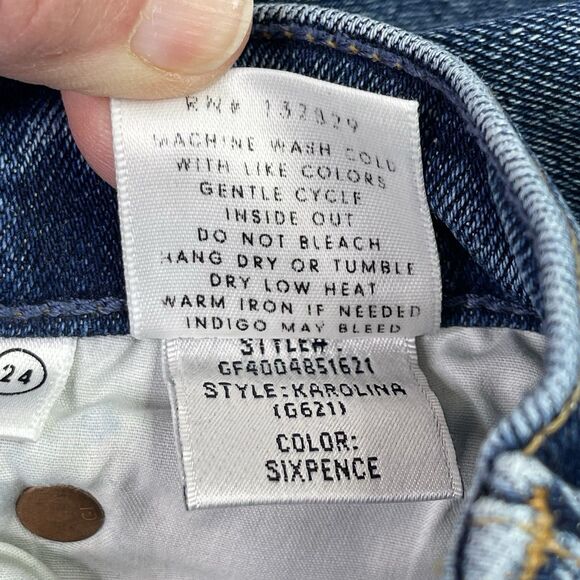 RN# 132829
MACHINE WASH COLD
WITH LIKE COLORS
GENTLE CYCLE
INSIDE OUT
DO NOT BLEACH
HANG DRY OR TUMBLE
DRY LOW HEAT
WARM IRON IF NEEDED
INDIGO MAY BLEED
STYLE#:
GF4004851621
STYLE:KAROLINA
(G621)
COLOR:
SIXPENCE
24